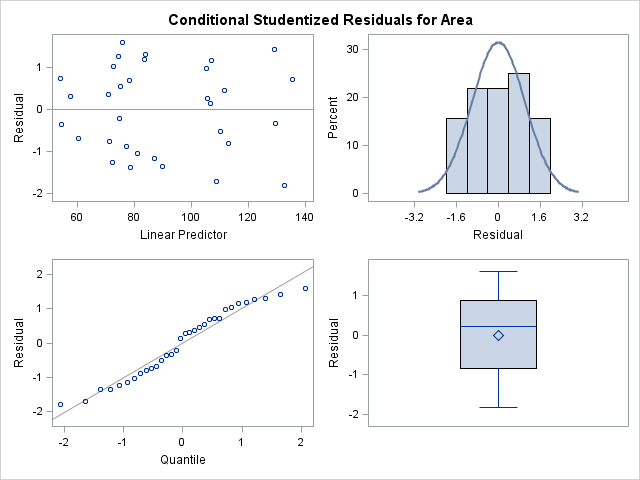 Conditional Studentized Residuals for Area
Residual
1
0
-1
-2
60 80 100 120 140
Linear Predictor
Percent
30
20
10
0
-3.2 -1.6 0 1.6 3.2
Residual
Residual
2
1
0
-1
-2
-2 -1 0 1 2
Quantile
Residual
1
0
-1
-2